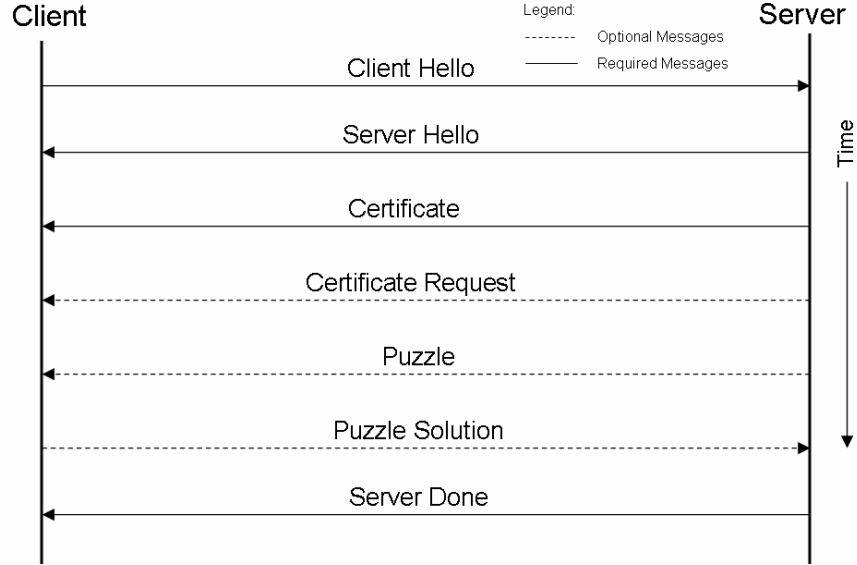 Client
Legend:
Server
Optional Messages
Required Messages
Client Hello
Server Hello
Time
Certificate
Certificate Request
Puzzle
Puzzle Solution
Server Done